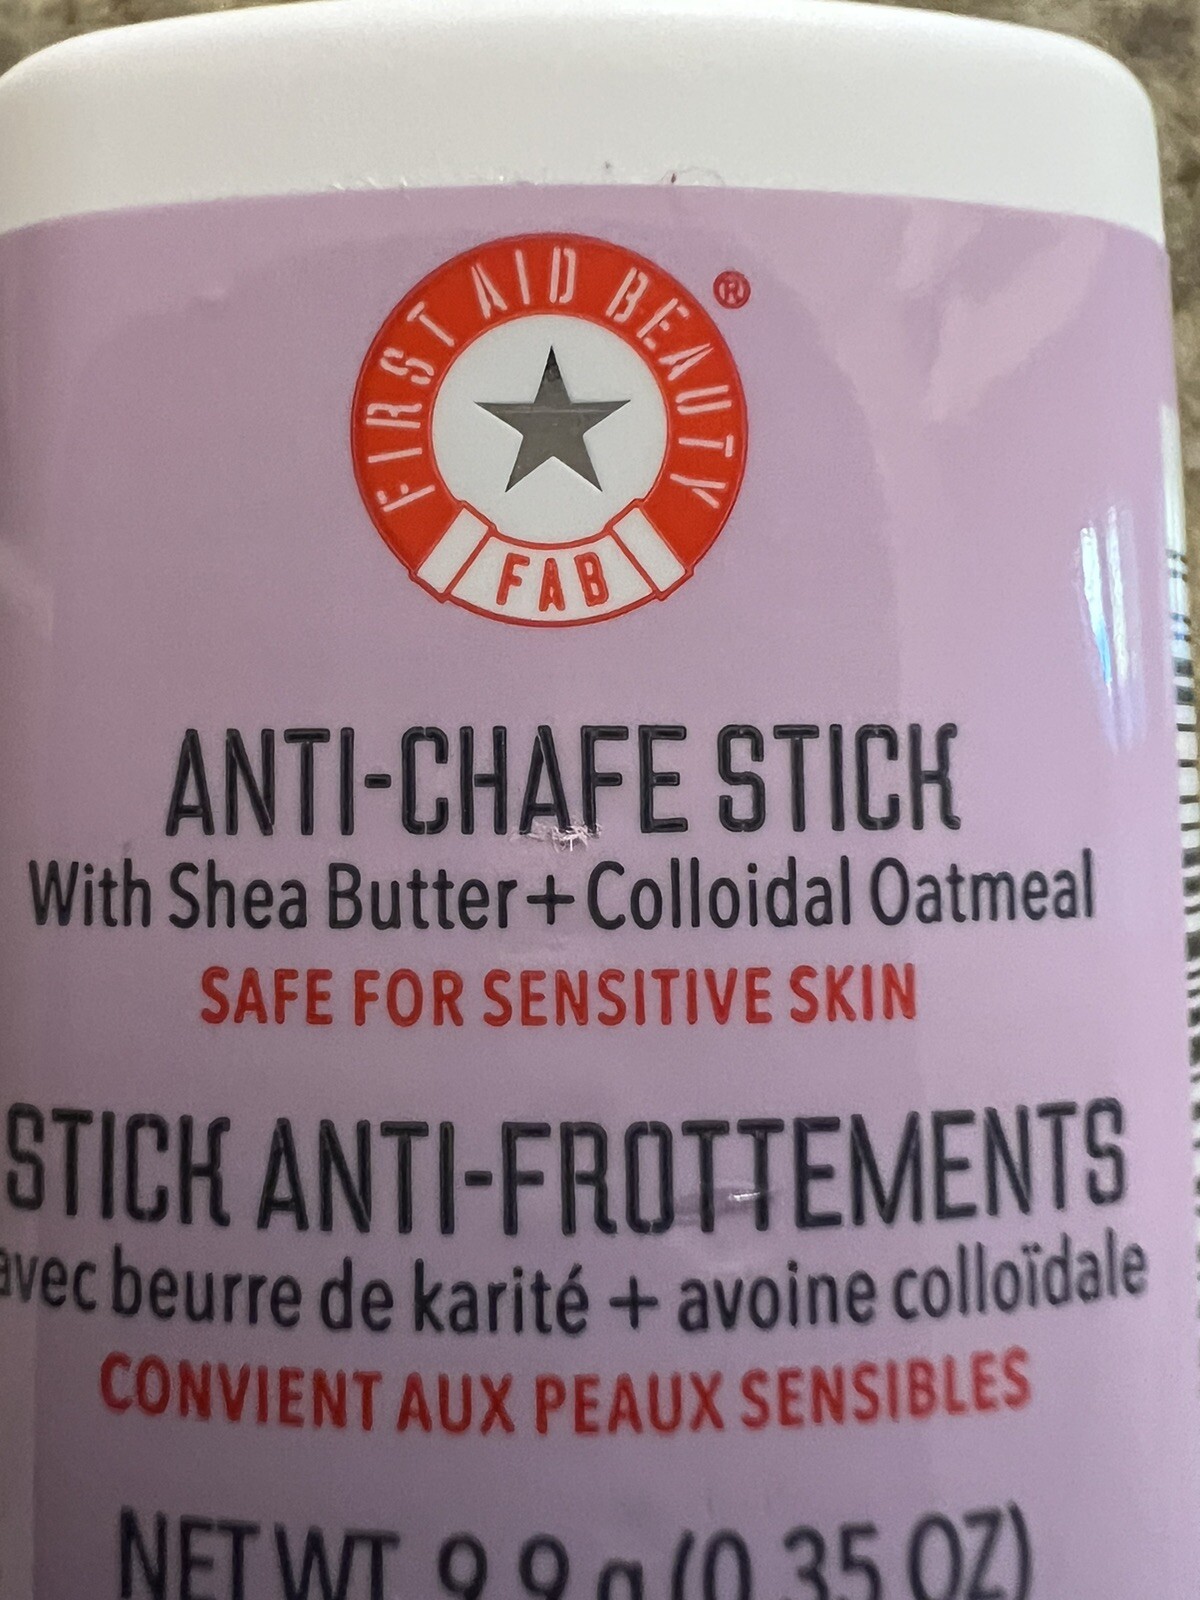 FIRST AID BEAUTY ®
FAB
ANTI-CHAFE STICK
With Shea Butter + Colloidal Oatmeal
SAFE FOR SENSITIVE SKIN
STICK ANTI-FROTTEMENTS
avec beurre de karité + avoine colloïdale
CONVIENT AUX PEAUX SENSIBLES
NET WT 9.9 g (0.35 OZ)